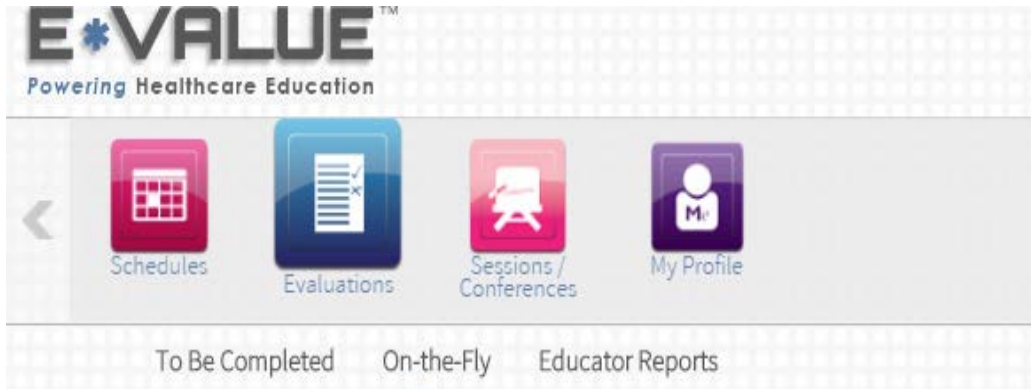 E*VALUE™
Powering Healthcare Education
Me
Schedules
Evaluations
Sessions /
Conferences
My Profile
To Be Completed On-the-Fly Educator Reports